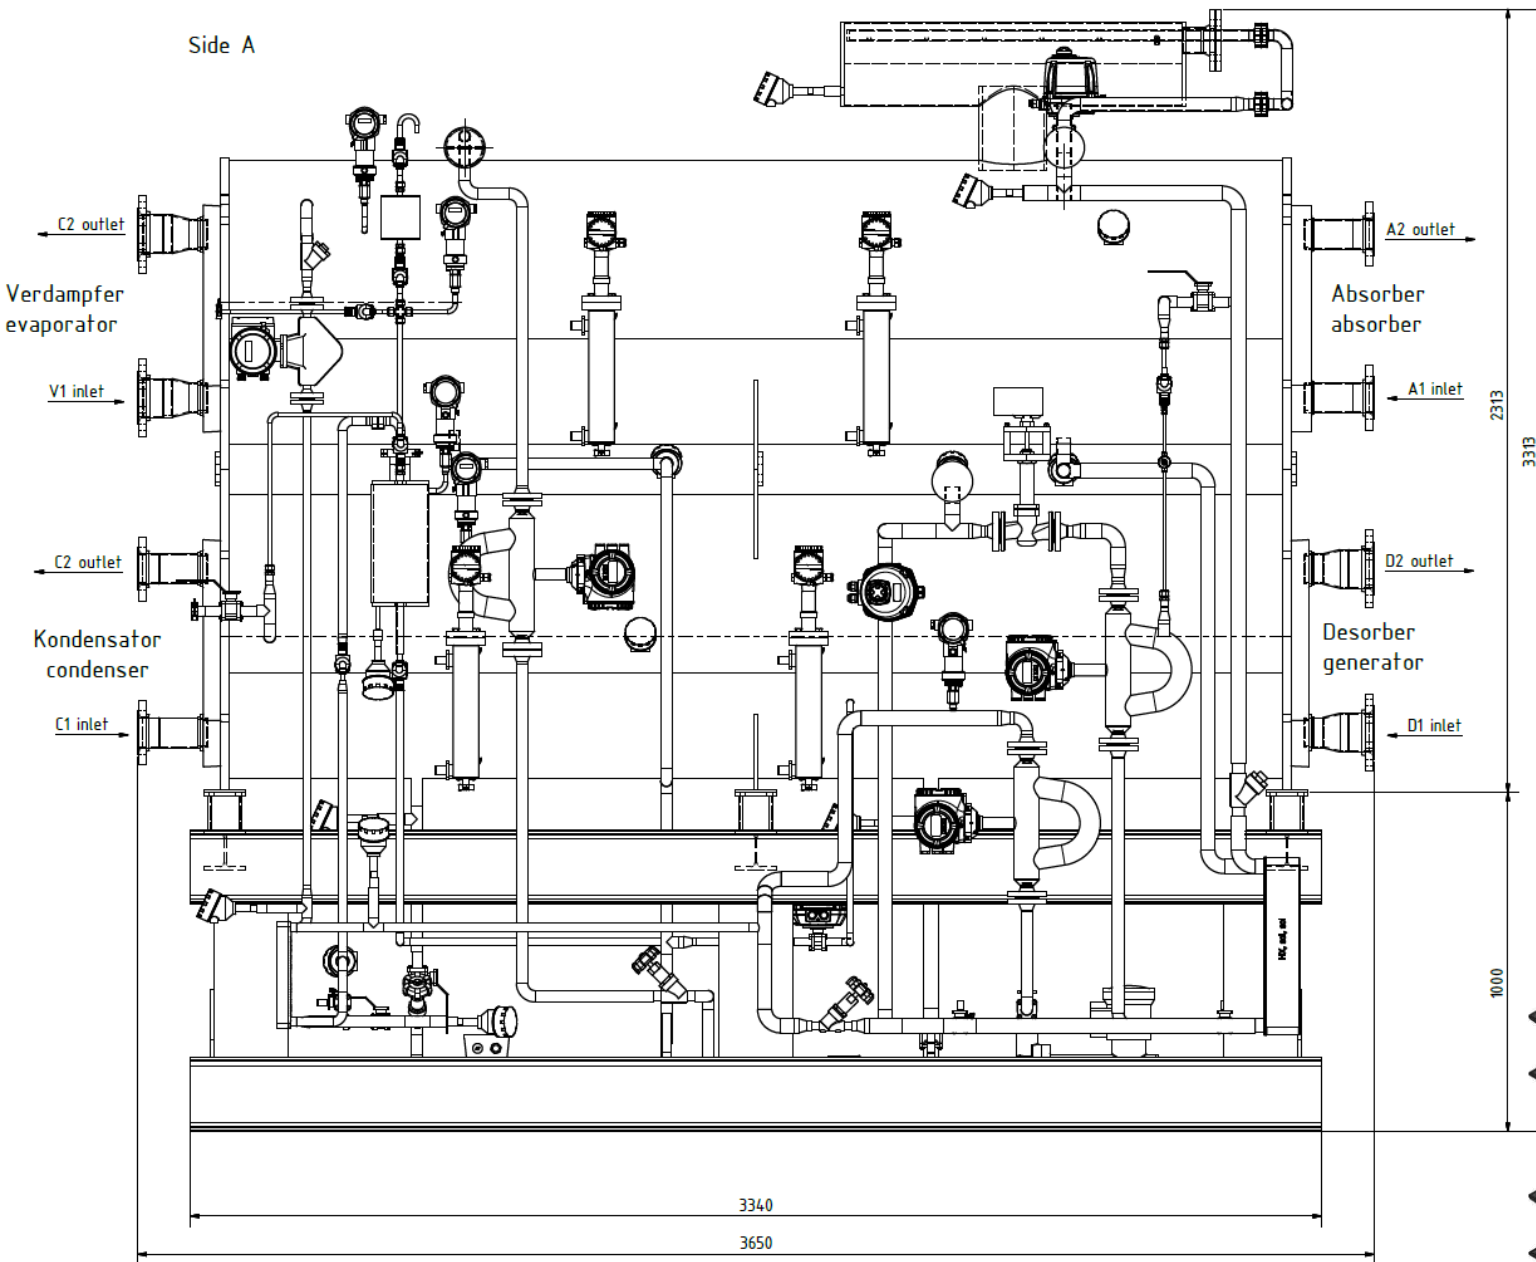 Side A
C2 outlet
Verdampfer
evaporator
V1 inlet
C2 outlet
Kondensator
condenser
C1 inlet
A2 outlet
Absorber
absorber
A1 inlet
D2 outlet
Desorber
generator
D1 inlet
2313
3313
1000
3340
3650